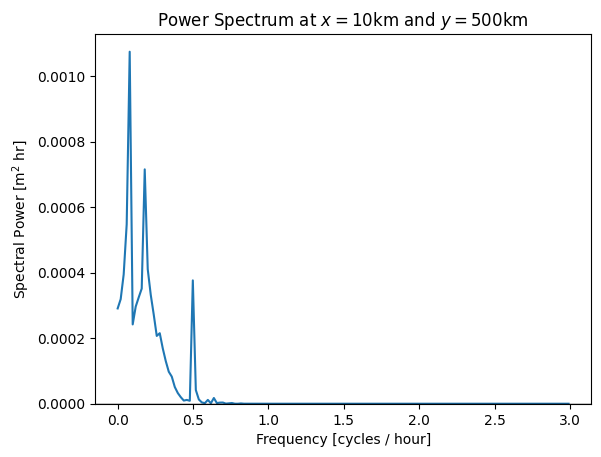 Power Spectrum at x = 10km and y = 500km
Spectral Power [m² hr]
0.0010
0.0008
0.0006
0.0004
0.0002
0.0000
0.0 0.5 1.0 1.5 2.0 2.5 3.0
Frequency [cycles / hour]